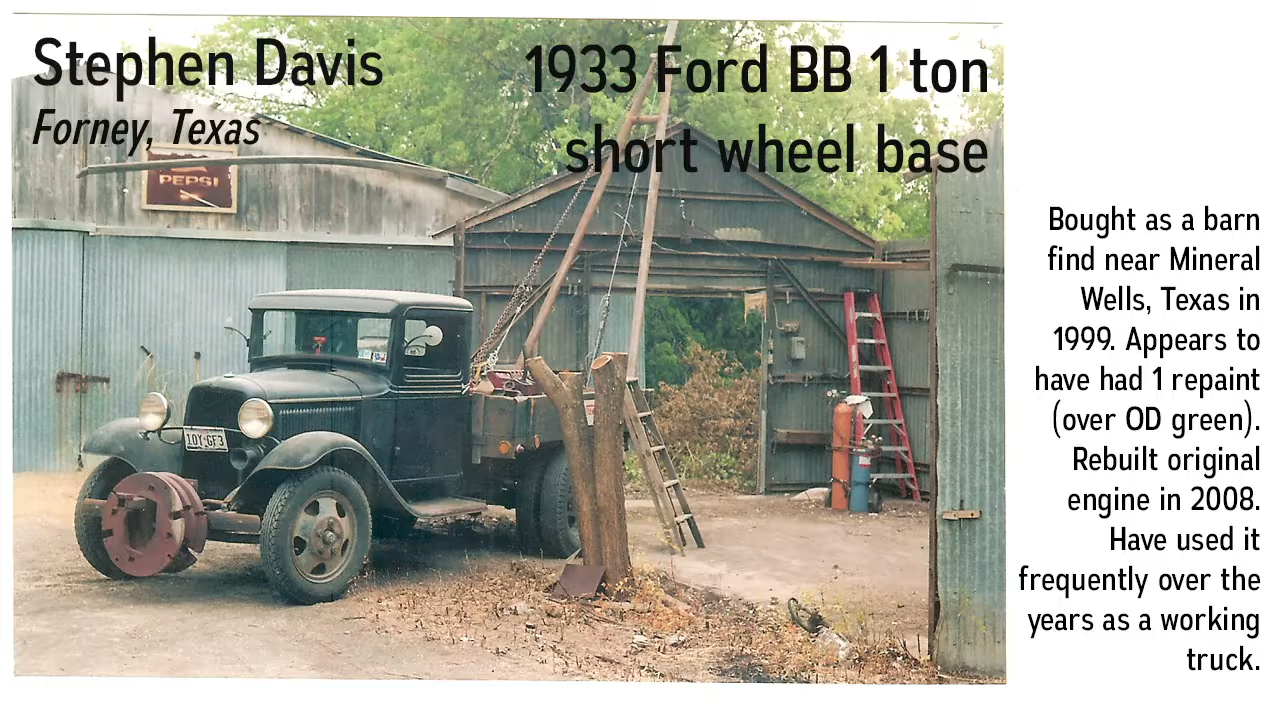 Stephen Davis
Forney, Texas
1933 Ford BB 1 ton
short wheel base
PEPSI
Bought as a barn
find near Mineral
Wells, Texas in
1999. Appears to
have had 1 repaint
(over OD green).
Rebuilt original
engine in 2008.
Have used it
frequently over the
years as a working
truck.